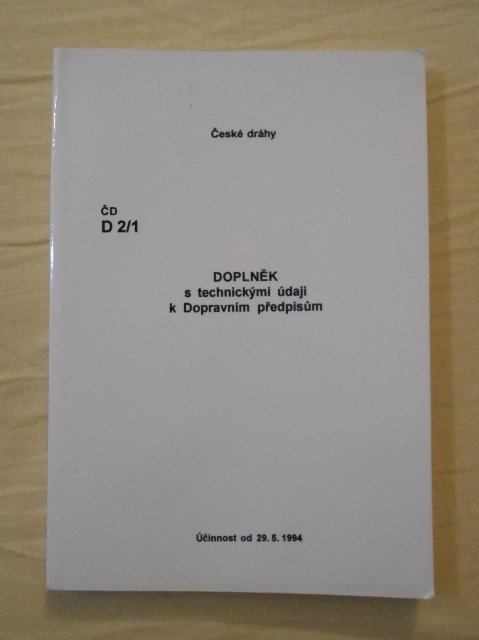 České dráhy
ČD
D 2/1
DOPLNĚK
s technickými údaji
k Dopravním předpisům
Účinnost od 29. 5. 1994